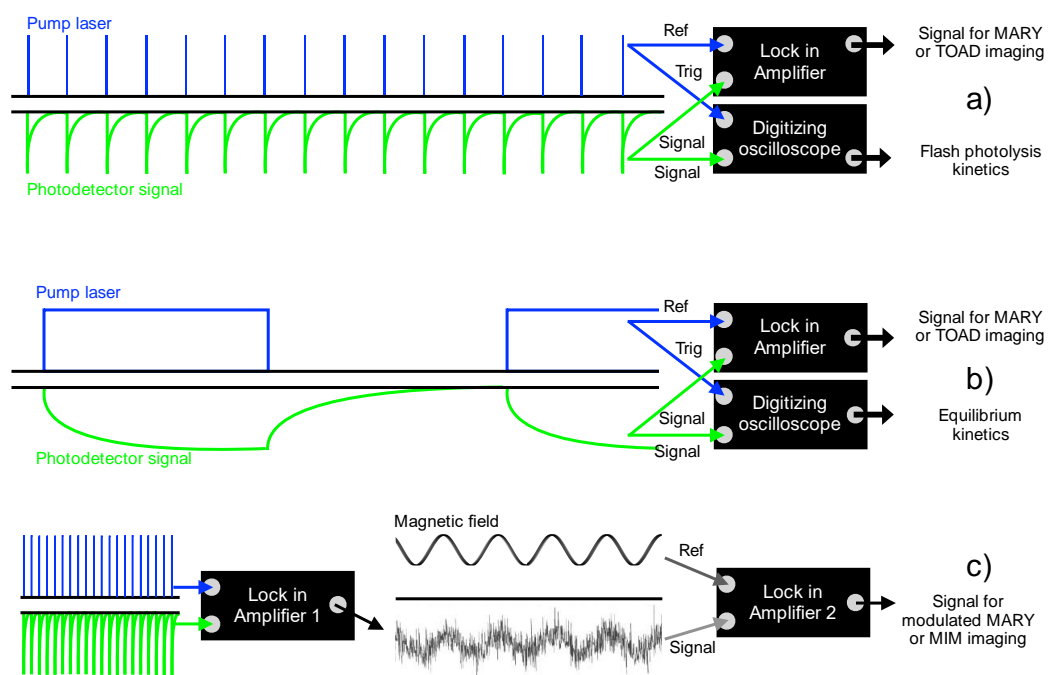 Pump laser
Ref
Trig
Signal
Signal
Photodetector signal
Lock in
Amplifier
Digitizing
oscilloscope
Signal for MARY
or TOAD imaging
a)
Flash photolysis
kinetics
Pump laser
Ref
Trig
Signal
Signal
Photodetector signal
Lock in
Amplifier
Digitizing
oscilloscope
Signal for MARY
or TOAD imaging
b)
Equilibrium
kinetics
Lock in
Amplifier 1
Magnetic field
Ref
Signal
Lock in
Amplifier 2
c)
Signal for
modulated MARY
or MIM imaging